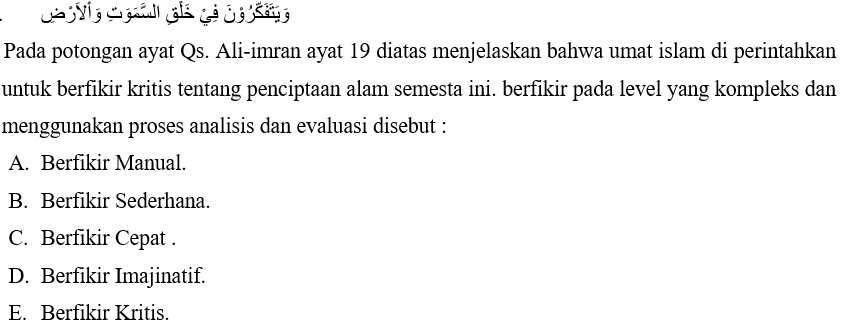 . وَيَتَفَكَّرُوْنَ فِيْ خَلْقِ السَّمَوَتِ وَالْاَرْضِ
Pada potongan ayat Qs. Ali-imran ayat 19 diatas menjelaskan bahwa umat islam di perintahkan
untuk berfikir kritis tentang penciptaan alam semesta ini. berfikir pada level yang kompleks dan
menggunakan proses analisis dan evaluasi disebut :
A. Berfikir Manual.
B. Berfikir Sederhana.
C. Berfikir Cepat .
D. Berfikir Imajinatif.
E. Berfikir Kritis.